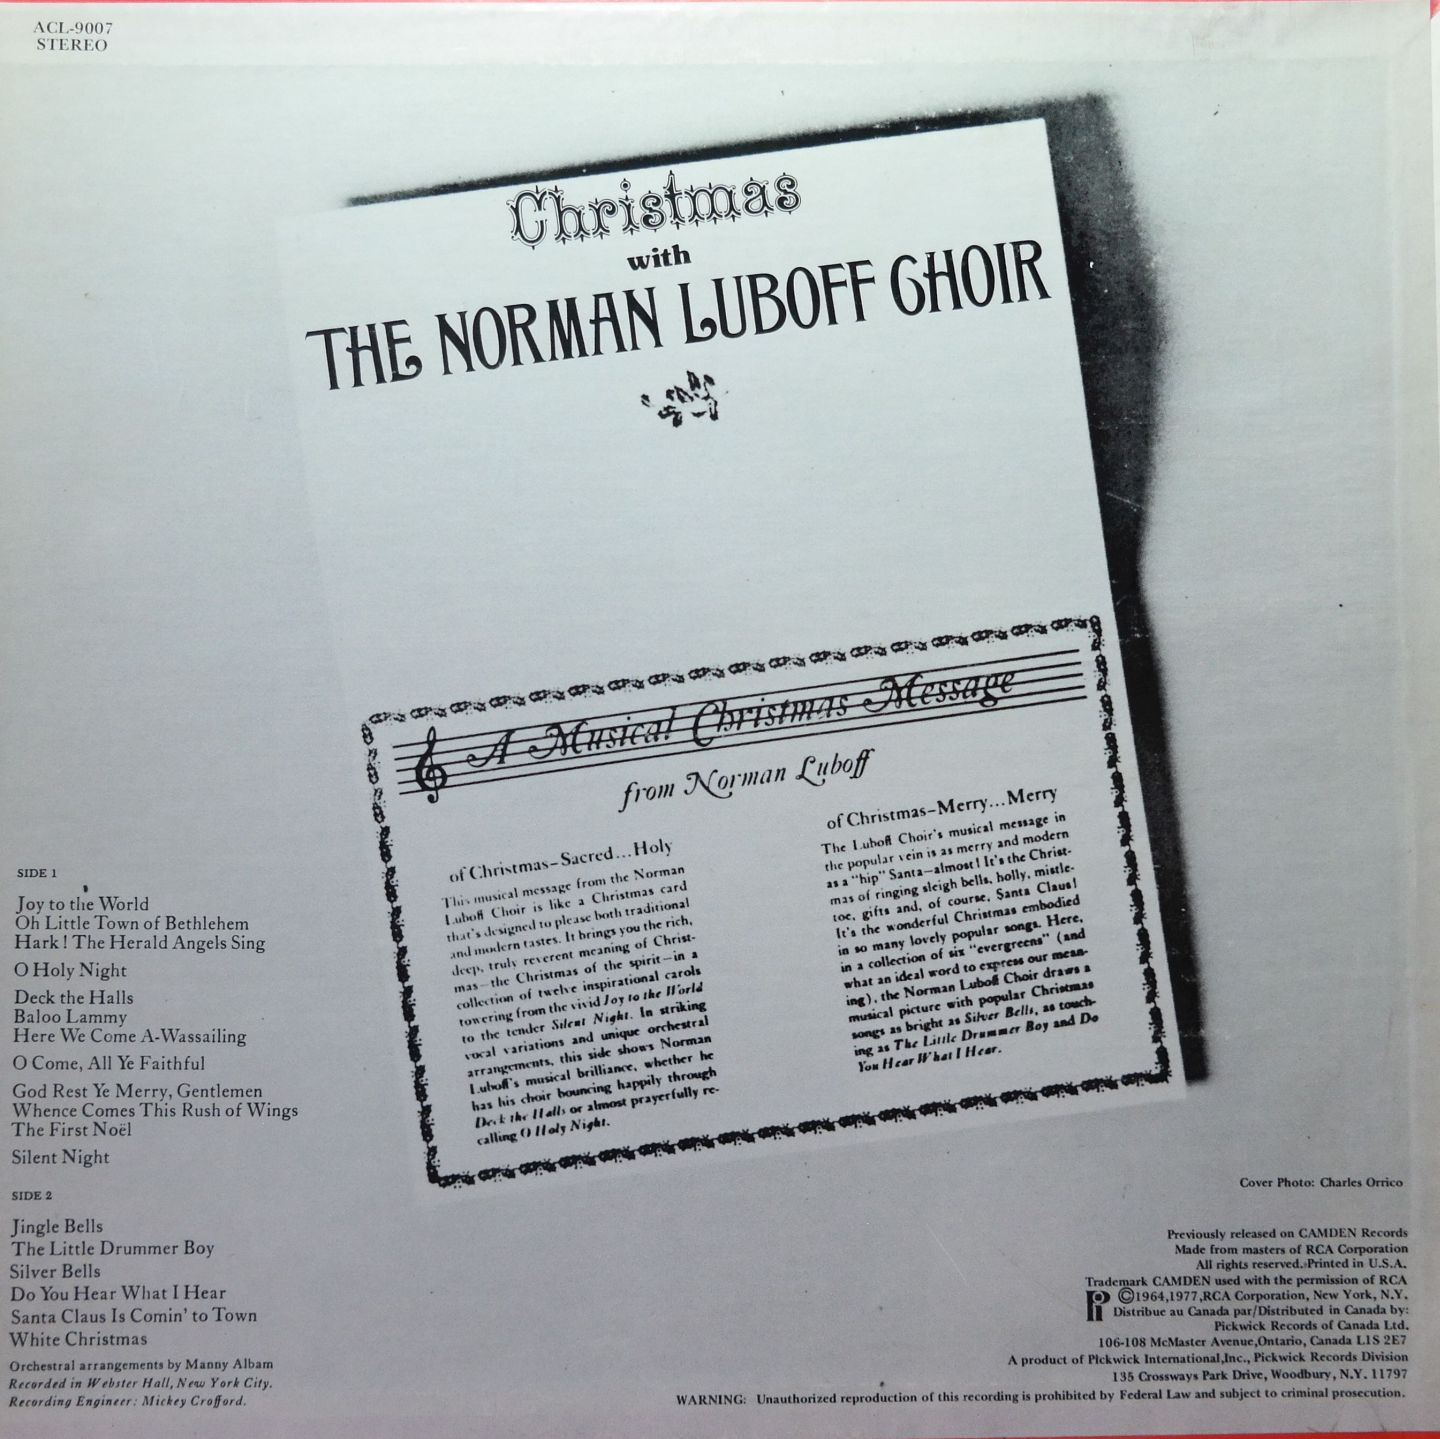 ACL-9007
STEREO
Christmas
with
THE NORMAN LUBOFF CHOIR
A Musical Christmas Message
from Norman Luboff
of Christmas—Sacred...Holy
This musical message from the Norman
Luboff Choir is like a Christmas card
that's designed to please both traditional
and modern tastes. It brings you the rich,
deep, truly reverent meaning of Christ-
mas—the Christmas of the spirit—in a
collection of twelve inspirational carols
towering from the vivid Joy to the World
to the tender Silent Night. In striking
vocal variations and unique orchestral
arrangements, this side shows Norman
Luboff's musical brilliance, whether he
has his choir bouncing happily through
Deck the Halls or almost prayerfully re-
calling O Holy Night.
of Christmas—Merry...Merry
The Luboff Choir's musical message in
the popular vein is as merry and modern
as a "hip" Santa—almost! It's the Christ-
mas of ringing sleigh bells, holly, mistle-
toe, gifts and, of course, Santa Claus!
It's the wonderful Christmas embodied
in so many lovely popular songs. Here,
in a collection of six "evergreens" (and
what an ideal word to express our mean-
ing), the Norman Luboff Choir draws a
musical picture with popular Christmas
songs as bright as Silver Bells, as touch-
ing as The Little Drummer Boy and Do
You Hear What I Hear.
SIDE 1
Joy to the World
Oh Little Town of Bethlehem
Hark! The Herald Angels Sing
O Holy Night
Deck the Halls
Baloo Lammy
Here We Come A-Wassailing
O Come, All Ye Faithful
God Rest Ye Merry, Gentlemen
Whence Comes This Rush of Wings
The First Noël
Silent Night
SIDE 2
Jingle Bells
The Little Drummer Boy
Silver Bells
Do You Hear What I Hear
Santa Claus Is Comin' to Town
White Christmas
Orchestral arrangements by Manny Albam
Recorded in Webster Hall, New York City.
Recording Engineer: Mickey Crofford.
Cover Photo: Charles Orrico
Previously released on CAMDEN Records
Made from masters of RCA Corporation
All rights reserved. Printed in U.S.A.
Trademark CAMDEN used with the permission of RCA
©1964,1977,RCA Corporation, New York, N.Y.
Distribue au Canada par/Distributed in Canada by:
Pickwick Records of Canada Ltd.
106-108 McMaster Avenue,Ontario, Canada L1S 2E7
A product of Pickwick International,Inc., Pickwick Records Division
135 Crossways Park Drive, Woodbury, N.Y. 11797
WARNING: Unauthorized reproduction of this recording is prohibited by Federal Law and subject to criminal prosecution.